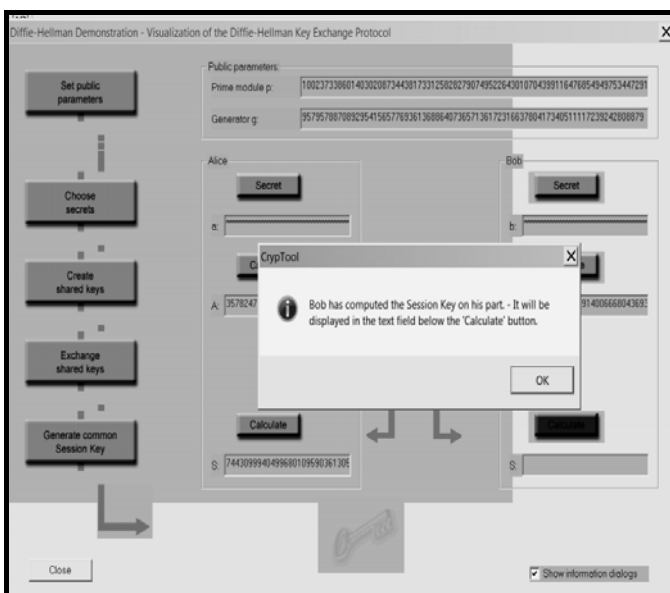 Diffie-Hellman Demonstration - Visualization of the Diffie-Hellman Key Exchange Protocol
X
Set public
parameters
Choose
secrets
Create
shared keys
Exchange
shared keys
Generate common
Session Key
Public parameters:
Prime module p:
Generator g:
Alice
Secret
a:
A: 3578247
Calculate
S: 7443099940499680109590361305
Bob
Secret
b:
Calculate
S:
CrypTool
X
Bob has computed the Session Key on his part. - It will be
displayed in the text field below the 'Calculate' button.
OK
Close
Show information dialogs